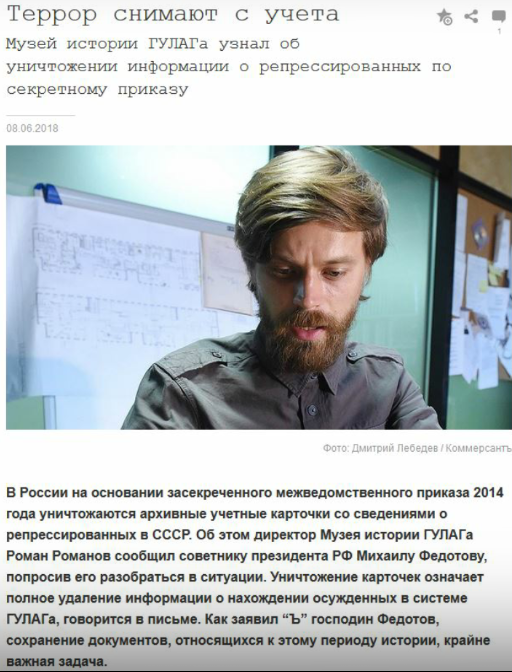 Террор снимают с учета
Музей истории ГУЛАГа узнал об
уничтожении информации о репрессированных по
секретному приказу
1
08.06.2018
Фото: Дмитрий Лебедев / Коммерсантъ
В России на основании засекреченного межведомственного приказа 2014
года уничтожаются архивные учетные карточки со сведениями о
репрессированных в СССР. Об этом директор Музея истории ГУЛАГа
Роман Романов сообщил советнику президента РФ Михаилу Федотову,
попросив его разобраться в ситуации. Уничтожение карточек означает
полное удаление информации о нахождении осужденных в системе
ГУЛАГа, говорится в письме. Как заявил “Ъ” господин Федотов,
сохранение документов, относящихся к этому периоду истории, крайне
важная задача.